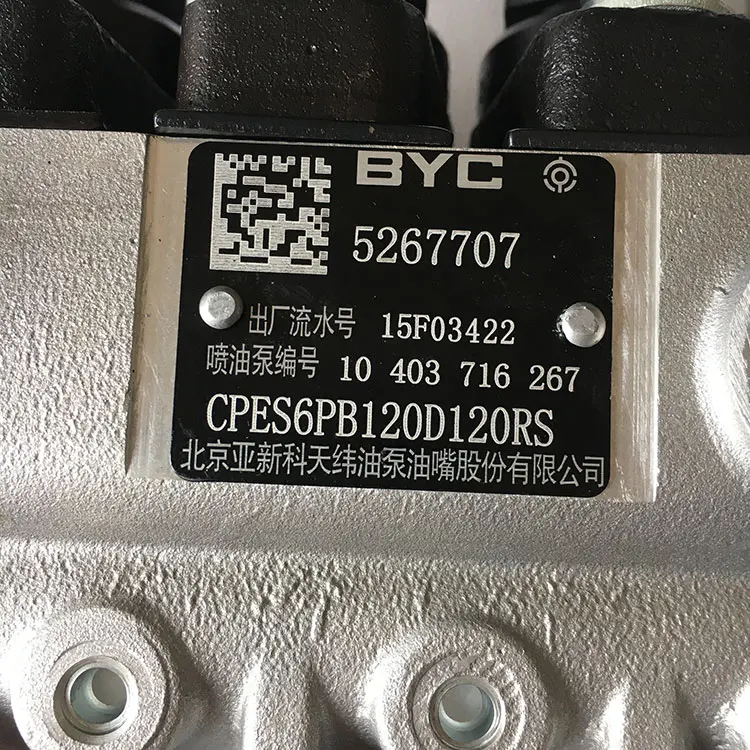 BYC
5267707
出厂流水号 15F03422
喷油泵编号 10 403 716 267
CPES6PB120D120RS
北京亚新科天纬油泵油嘴股份有限公司